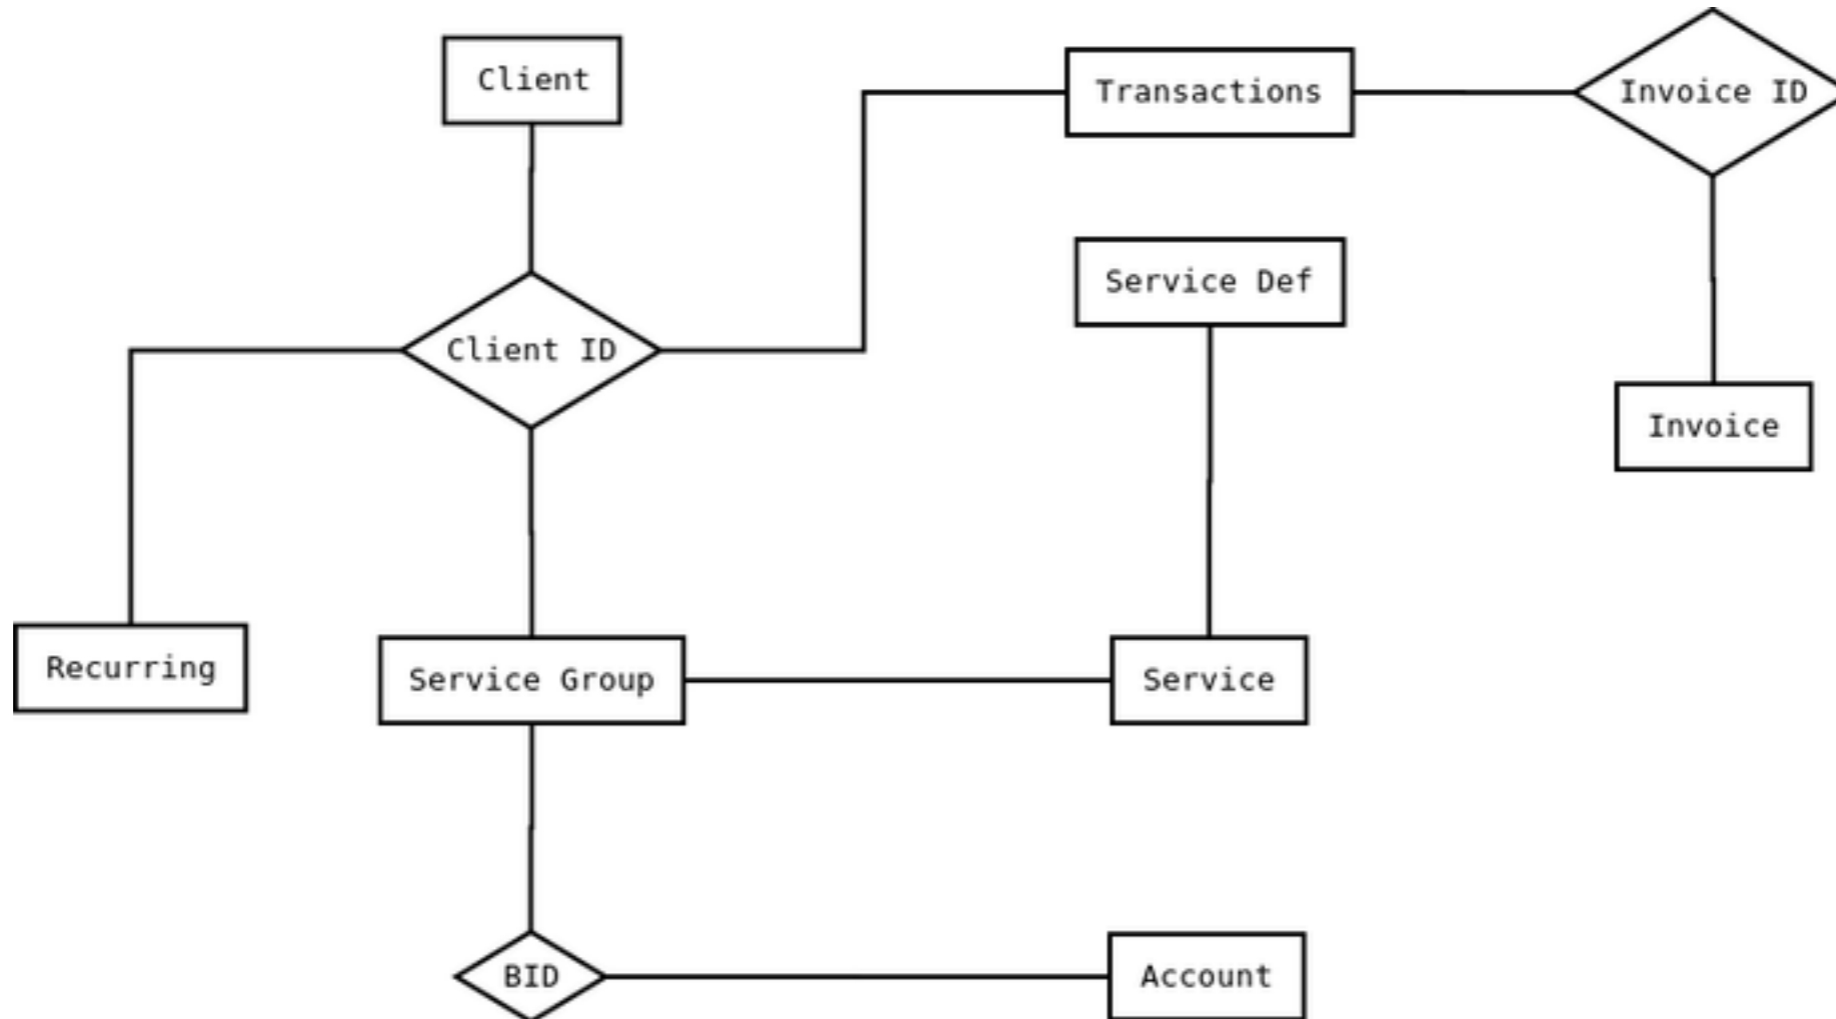 Client
Transactions
Invoice ID
Service Def
Client ID
Invoice
Recurring
Service Group
Service
BID
Account